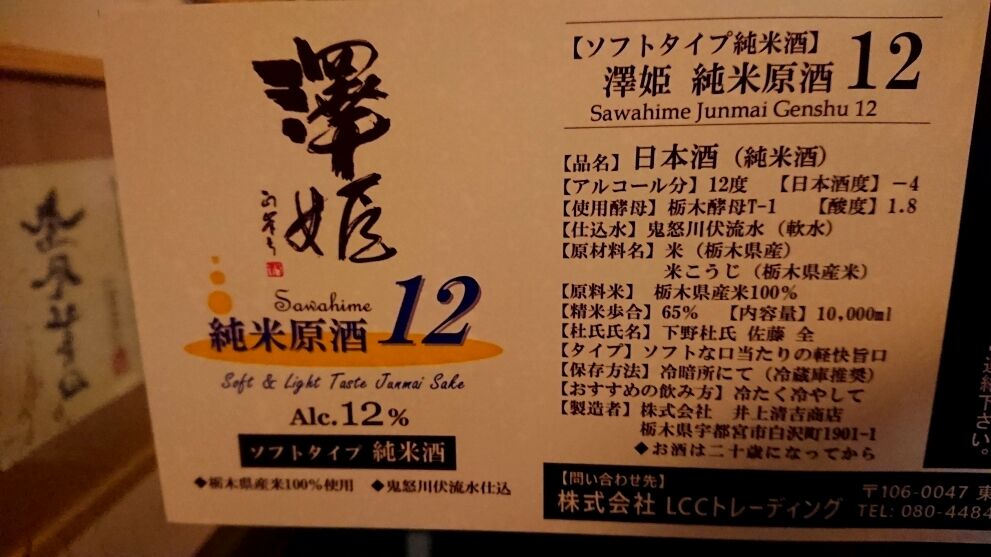 澤姫
Sawahime
純米原酒12
Soft & Light Taste Junmai Sake
Alc.12%
ソフトタイプ 純米酒
◆栃木県産米100%使用 ◆鬼怒川伏流水仕込
【ソフトタイプ純米酒】
澤姫 純米原酒12
Sawahime Junmai Genshu 12
【品名】日本酒(純米酒)
【アルコール分】12度 【日本酒度】−4
【使用酵母】栃木酵母T-1 【酸度】1.8
【仕込水】鬼怒川伏流水(軟水)
【原材料名】米(栃木県産)
米こうじ(栃木県産米)
【原料米】栃木県産米100%
【精米歩合】65% 【内容量】10,000ml
【杜氏氏名】下野杜氏 佐藤 全
【タイプ】ソフトな口当たりの軽快旨口
【保存方法】冷暗所にて(冷蔵庫推奨)
【おすすめの飲み方】冷たく冷やして
【製造者】株式会社 井上清吉商店
栃木県宇都宮市白沢町1901-1
◆お酒は二十歳になってから
【問い合わせ先】
株式会社 LCCトレーディング
〒106-0047 東
TEL: 080-4484
下さい。